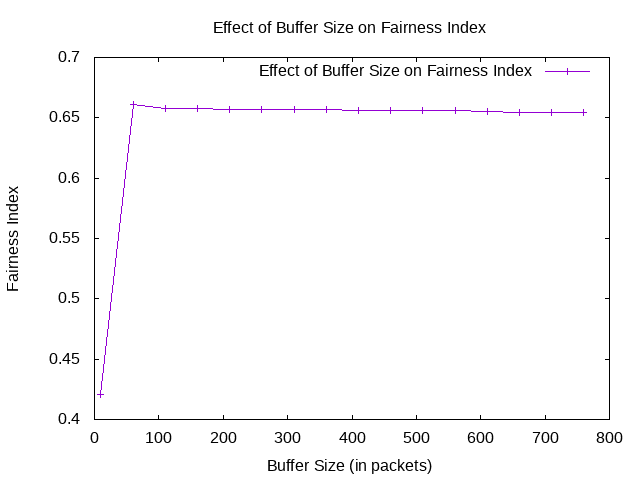 Effect of Buffer Size on Fairness Index
0.7
Effect of Buffer Size on Fairness Index
0.65
0.6
0.55
0.5
0.45
0.4
Fairness Index
0 100 200 300 400 500 600 700 800
Buffer Size (in packets)